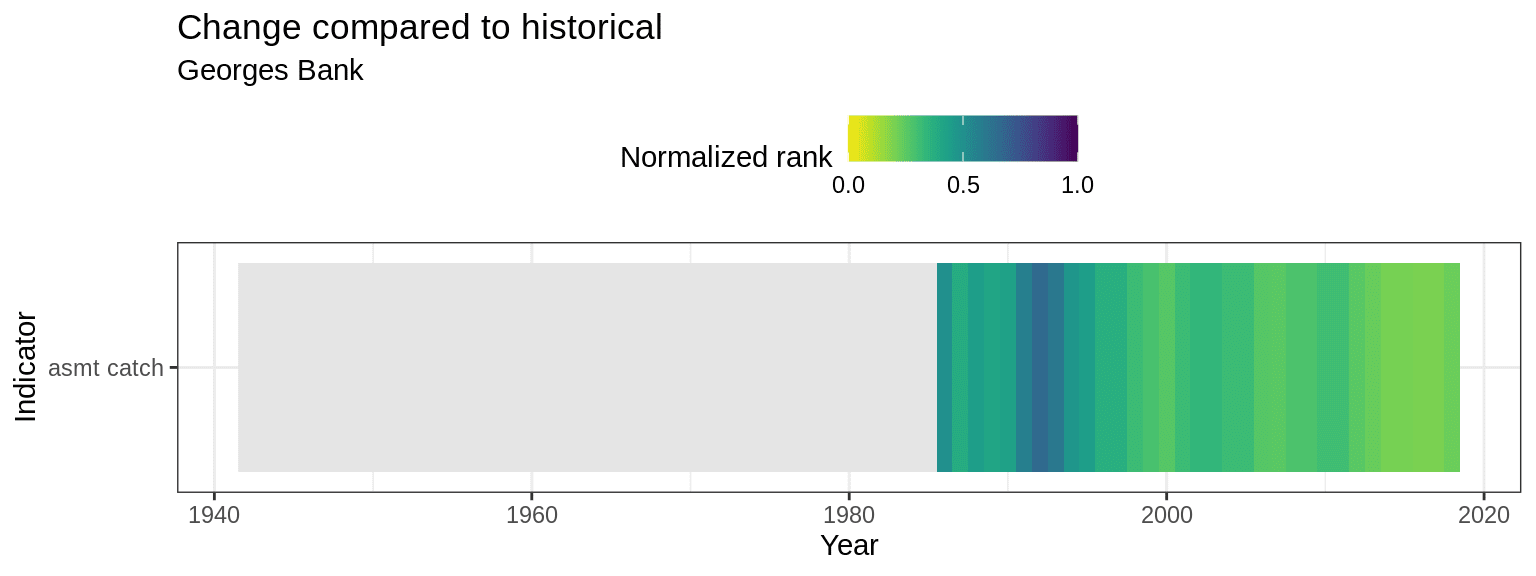 Change compared to historical
Georges Bank
Normalized rank
0.0 0.5 1.0
Indicator
asmt catch
1940 1960 1980 2000 2020
Year